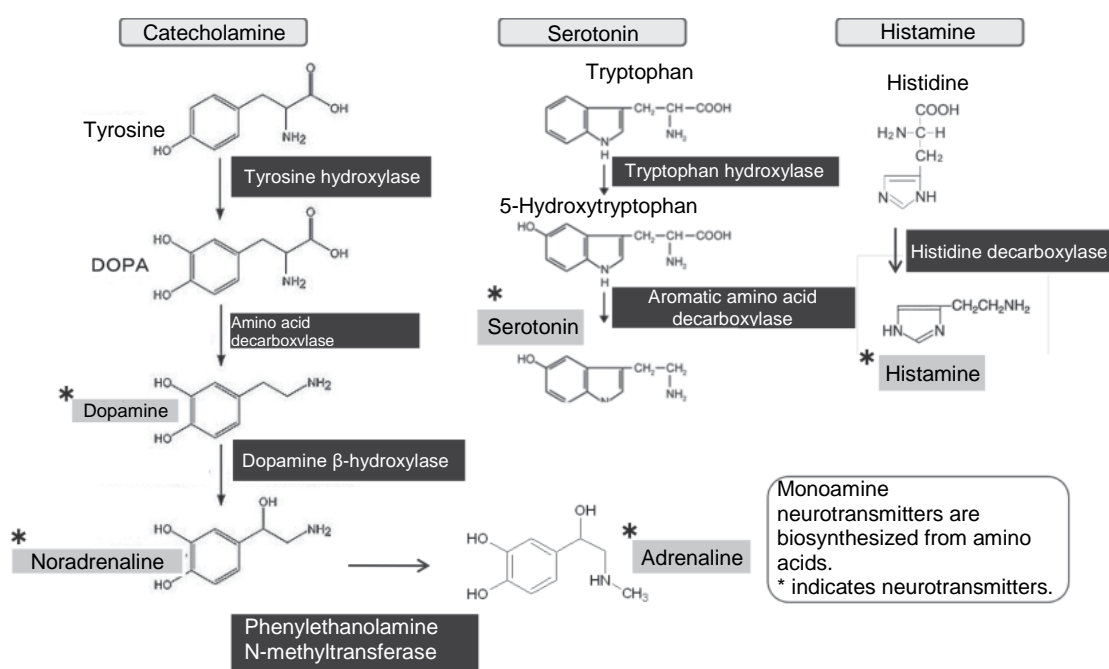 Catecholamine
Tyrosine
O
OH
NH2
HO
Tyrosine hydroxylase
DOPA
O
HO
OH
NH2
HO
Amino acid
decarboxylase
*
Dopamine
HO
NH2
HO
Dopamine β-hydroxylase
*
Noradrenaline
OH
HO
NH2
HO
Phenylethanolamine
N-methyltransferase
OH
HO
HO
HN
CH3
*
Adrenaline
Serotonin
Tryptophan
CH2-CH-COOH
NH2
N
H
Tryptophan hydroxylase
5-Hydroxytryptophan
HO
CH2-CH-COOH
NH2
N
H
Aromatic amino acid
decarboxylase
*
Serotonin
HO
CH2-CH2
NH2
Histamine
Histidine
COOH
H2N-C-H
CH2
N
NH
Histidine decarboxylase
CH2CH2NH2
HN
N
*
Histamine
Monoamine
neurotransmitters are
biosynthesized from amino
acids.
* indicates neurotransmitters.